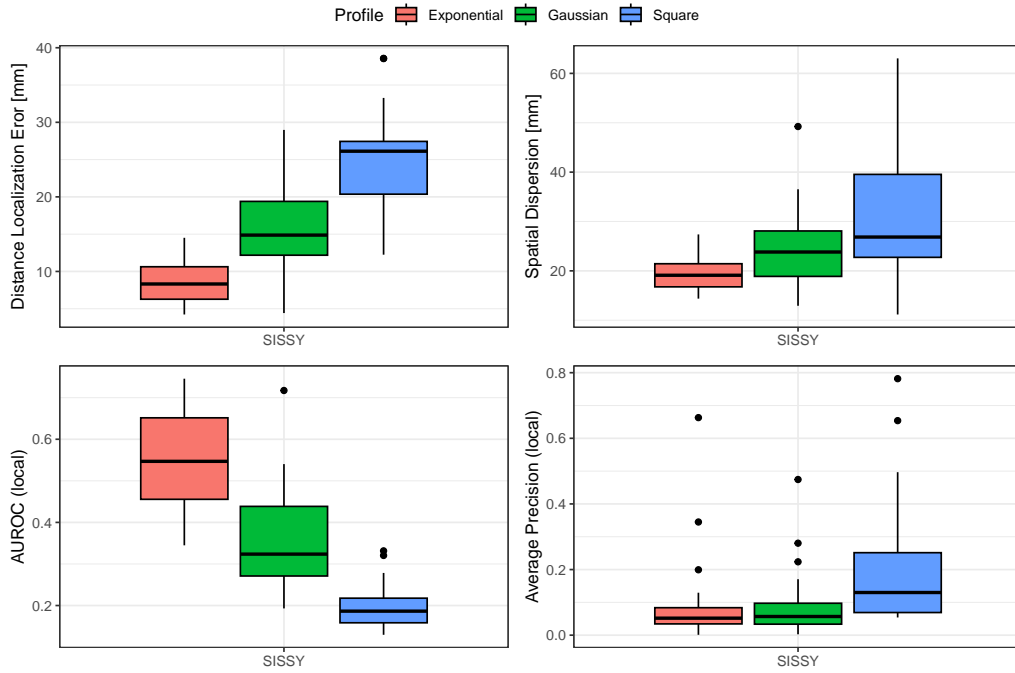 Profile Exponential Gaussian Square
Distance Localization Eror [mm]
40
30
20
10
SISSY
Spatial Dispersion [mm]
60
40
20
SISSY
AUROC (local)
0.6
0.4
0.2
SISSY
Average Precision (local)
0.8
0.6
0.4
0.2
0.0
SISSY